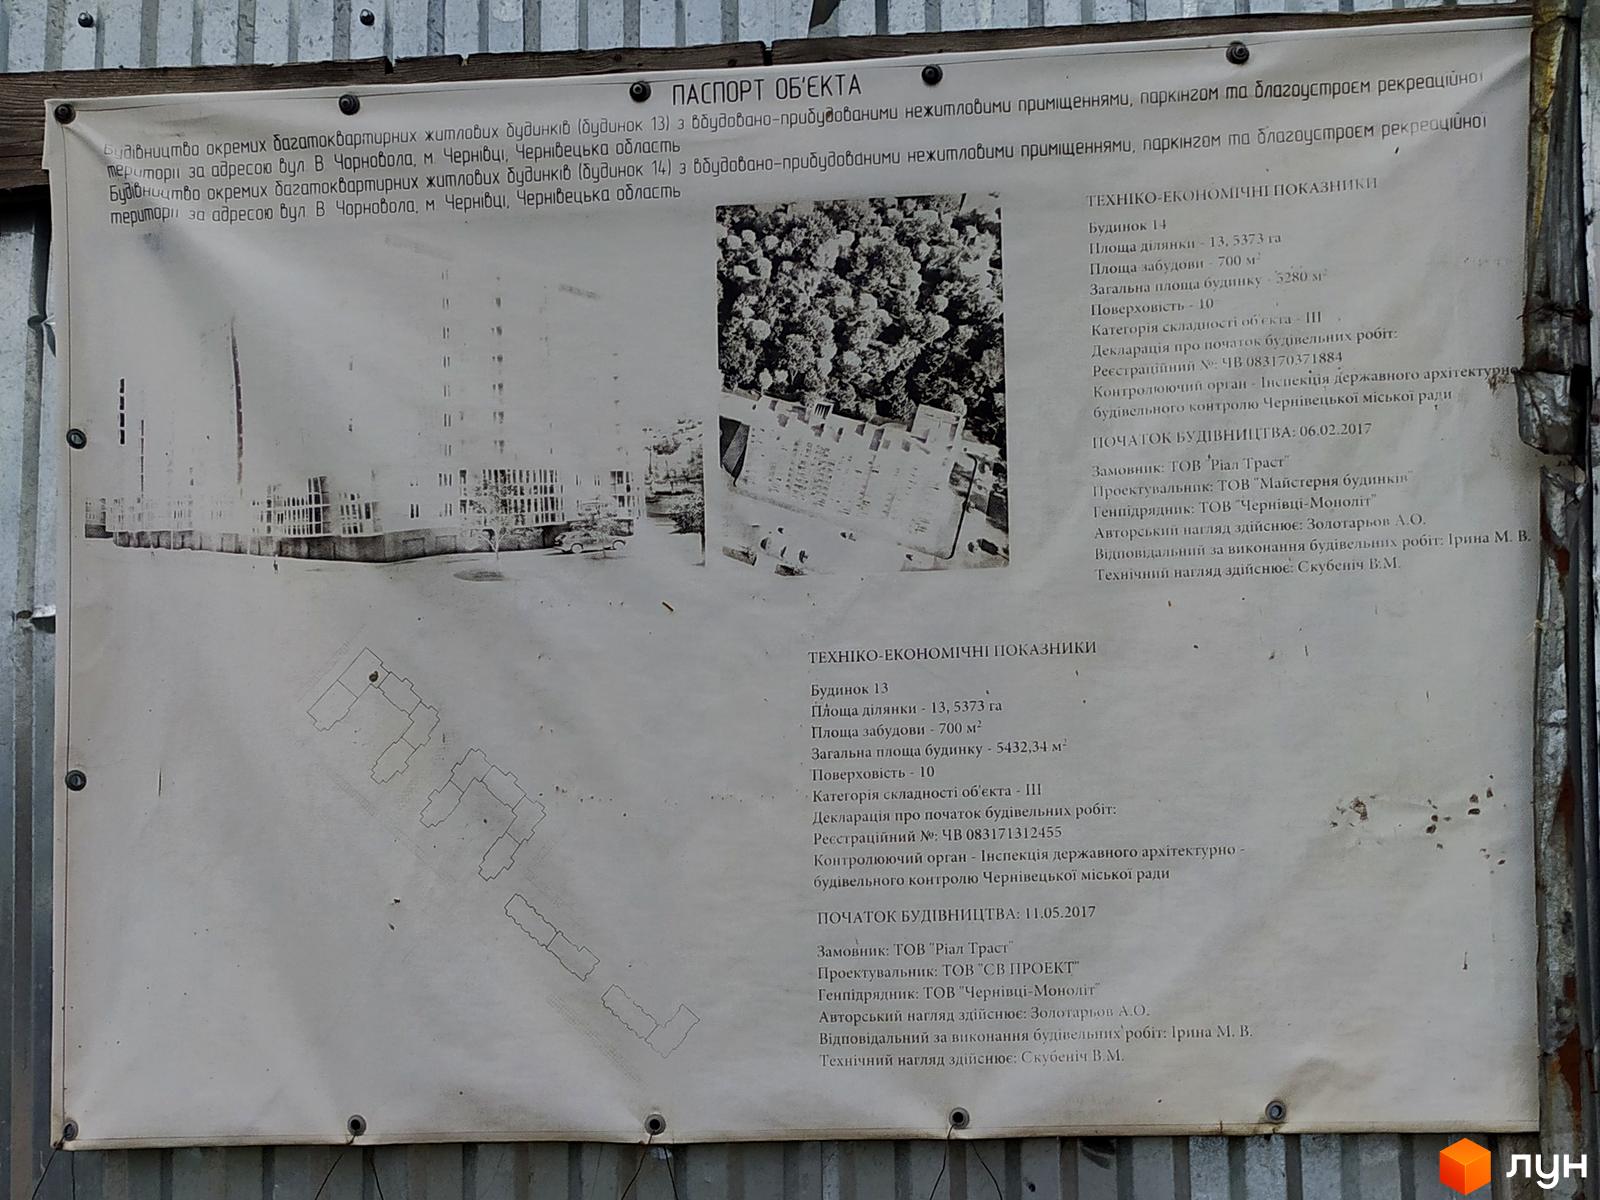 ПАСПОРТ ОБ'ЄКТА
Будівництво окремих багатоквартирних житлових будинків (будинок 13) з вбудовано-прибудованими нежитловими приміщеннями, паркінгом та благоустроєм рекреаційної
території за адресою вул. В Чорновола, м. Чернівці, Чернівецька область
Будівництво окремих багатоквартирних житлових будинків (будинок 14) з вбудовано-прибудованими нежитловими приміщеннями, паркінгом та благоустроєм рекреаційної
території за адресою вул. В Чорновола, м Чернівці, Чернівецька область
ТЕХНІКО-ЕКОНОМІЧНІ ПОКАЗНИКИ
Будинок 14
Площа ділянки - 13, 5373 га
Площа забудови - 700 м²
Загальна площа будинку - 5280 м²
Поверховість - 10
Категорія складності об'єкта - III
Декларація про початок будівельних робіт:
Реєстраційний №: ЧВ 083170371884
Контролюючий орган - Інспекція державного архітектурно
будівельного контролю Чернівецької міської ради
ПОЧАТОК БУДІВНИЦТВА: 06.02.2017
Замовник: ТОВ "Ріал Траст"
Проектувальник: ТОВ "Майстерня будинків"
Генпідрядник: ТОВ "Чернівці-Моноліт"
Авторський нагляд здійснює: Золотарьов А.О.
Відповідальний за виконання будівельних робіт: Ірина М. В.
Технічний нагляд здійснює: Скубеніч В.М.
ТЕХНІКО-ЕКОНОМІЧНІ ПОКАЗНИКИ
Будинок 13
Площа ділянки - 13, 5373 га
Площа забудови - 700 м²
Загальна площа будинку - 5432,34 м²
Поверховість - 10
Категорія складності об'єкта - III
Декларація про початок будівельних робіт:
Реєстраційний №: ЧВ 083171312455
Контролюючий орган - Інспекція державного архітектурно -
будівельного контролю Чернівецької міської ради
ПОЧАТОК БУДІВНИЦТВА: 11.05.2017
Замовник: ТОВ "Ріал Траст"
Проектувальник: ТОВ "СВ ПРОЕКТ"
Генпідрядник: ТОВ "Чернівці-Моноліт"
Авторський нагляд здійснює: Золотарьов А.О.
Відповідальний за виконання будівельних робіт: Ірина М. В.
Технічний нагляд здійснює: Скубеніч В.М.
лун